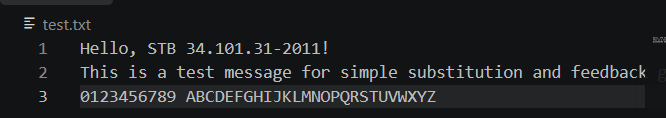 test.txt
1 Hello, STB 34.101.31-2011!
2 This is a test message for simple substitution and feedback
3 0123456789 ABCDEFGHIJKLMNOPQRSTUVWXYZ